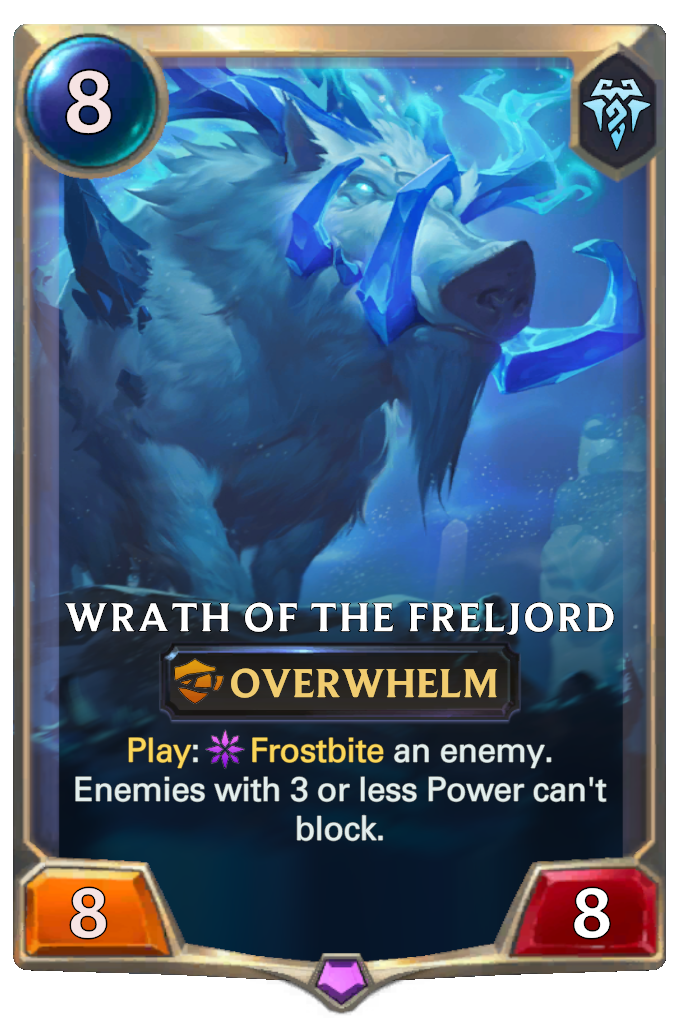 8
WRATH OF THE FRELJORD
OVERWHELM
Play: Frostbite an enemy.
Enemies with 3 or less Power can't
block.
8 8